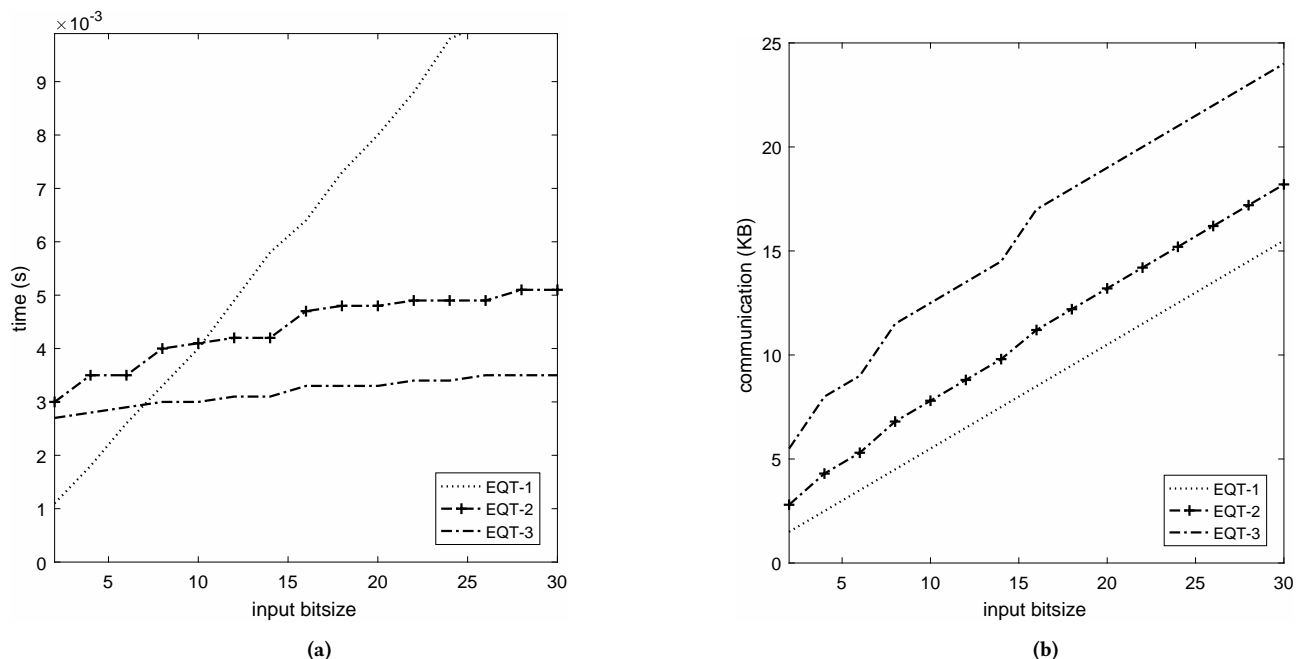 ×10⁻³
9
8
7
6
5
4
3
2
1
0
time (s)
5 10 15 20 25 30
input bitsize
EQT-1
EQT-2
EQT-3
(a)
25
20
15
10
5
0
communication (KB)
5 10 15 20 25 30
input bitsize
EQT-1
EQT-2
EQT-3
(b)